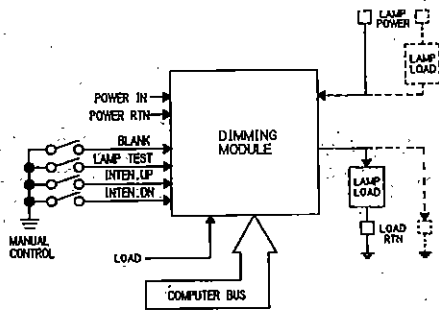 LAMP
POWER
LAMP
LOAD
POWER IN
POWER RTN
DIMMING
MODULE
BLANK
LAMP TEST
INTEN.UP
INTEN.DN
MANUAL
CONTROL
LAMP
LOAD
LOAD
RTN
LOAD
COMPUTER BUS